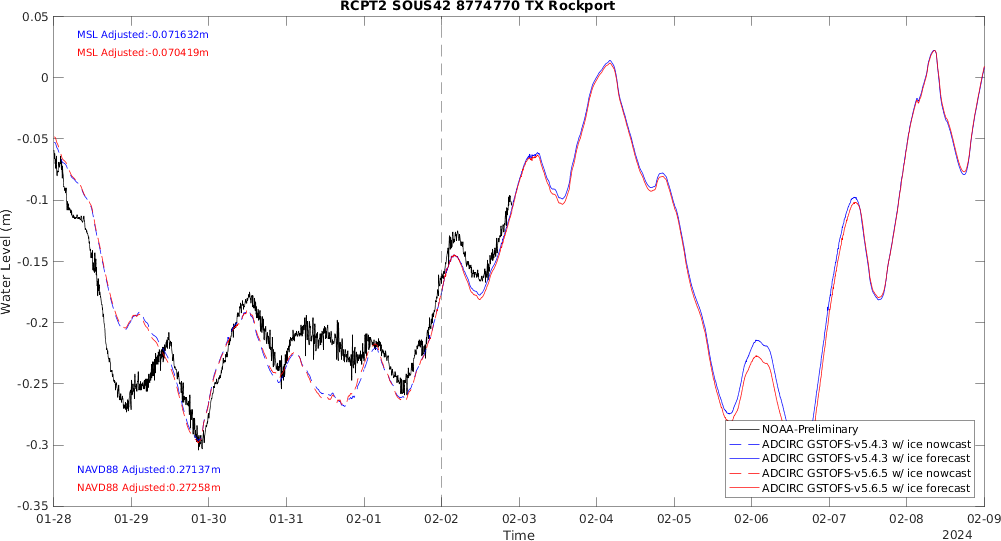 RCPT2 SOUS42 8774770 TX Rockport
MSL Adjusted:-0.071632m
MSL Adjusted:-0.070419m
0.05
0
-0.05
-0.1
-0.15
-0.2
-0.25
-0.3
-0.35
Water Level (m)
NAVD88 Adjusted:0.27137m
NAVD88 Adjusted:0.27258m
NOAA-Preliminary
ADCIRC GSTOFS-v5.4.3 w/ ice nowcast
ADCIRC GSTOFS-v5.4.3 w/ ice forecast
ADCIRC GSTOFS-v5.6.5 w/ ice nowcast
ADCIRC GSTOFS-v5.6.5 w/ ice forecast
01-28 01-29 01-30 01-31 02-01 02-02 02-03 02-04 02-05 02-06 02-07 02-08 02-09
Time
2024